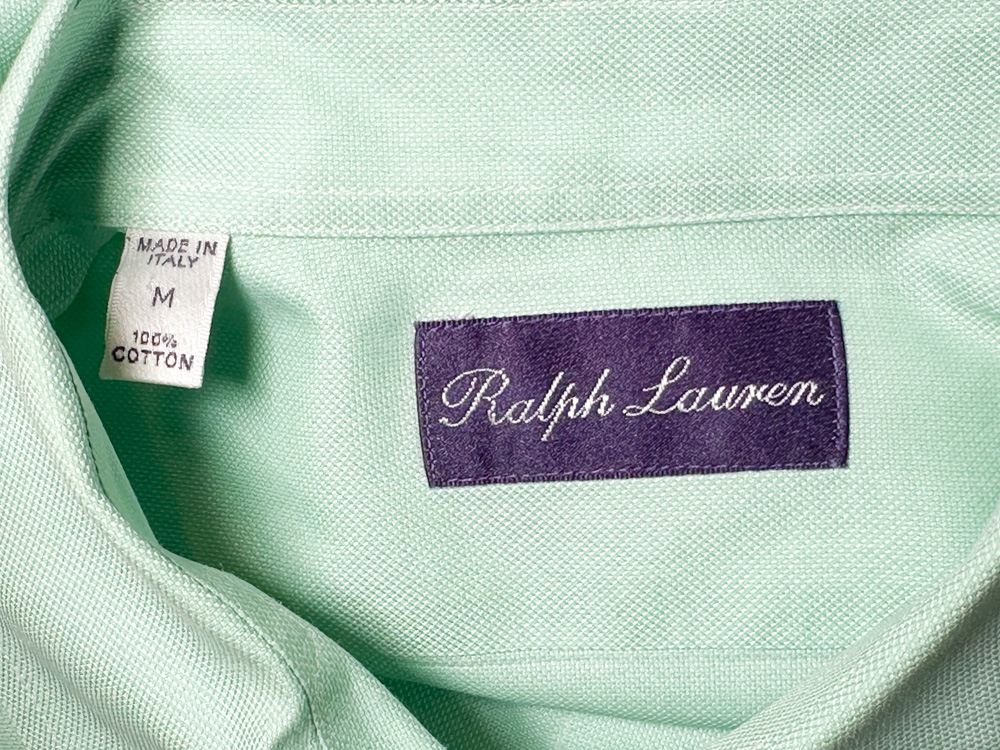 MADE IN
ITALY
M
100%
COTTON
Ralph Lauren